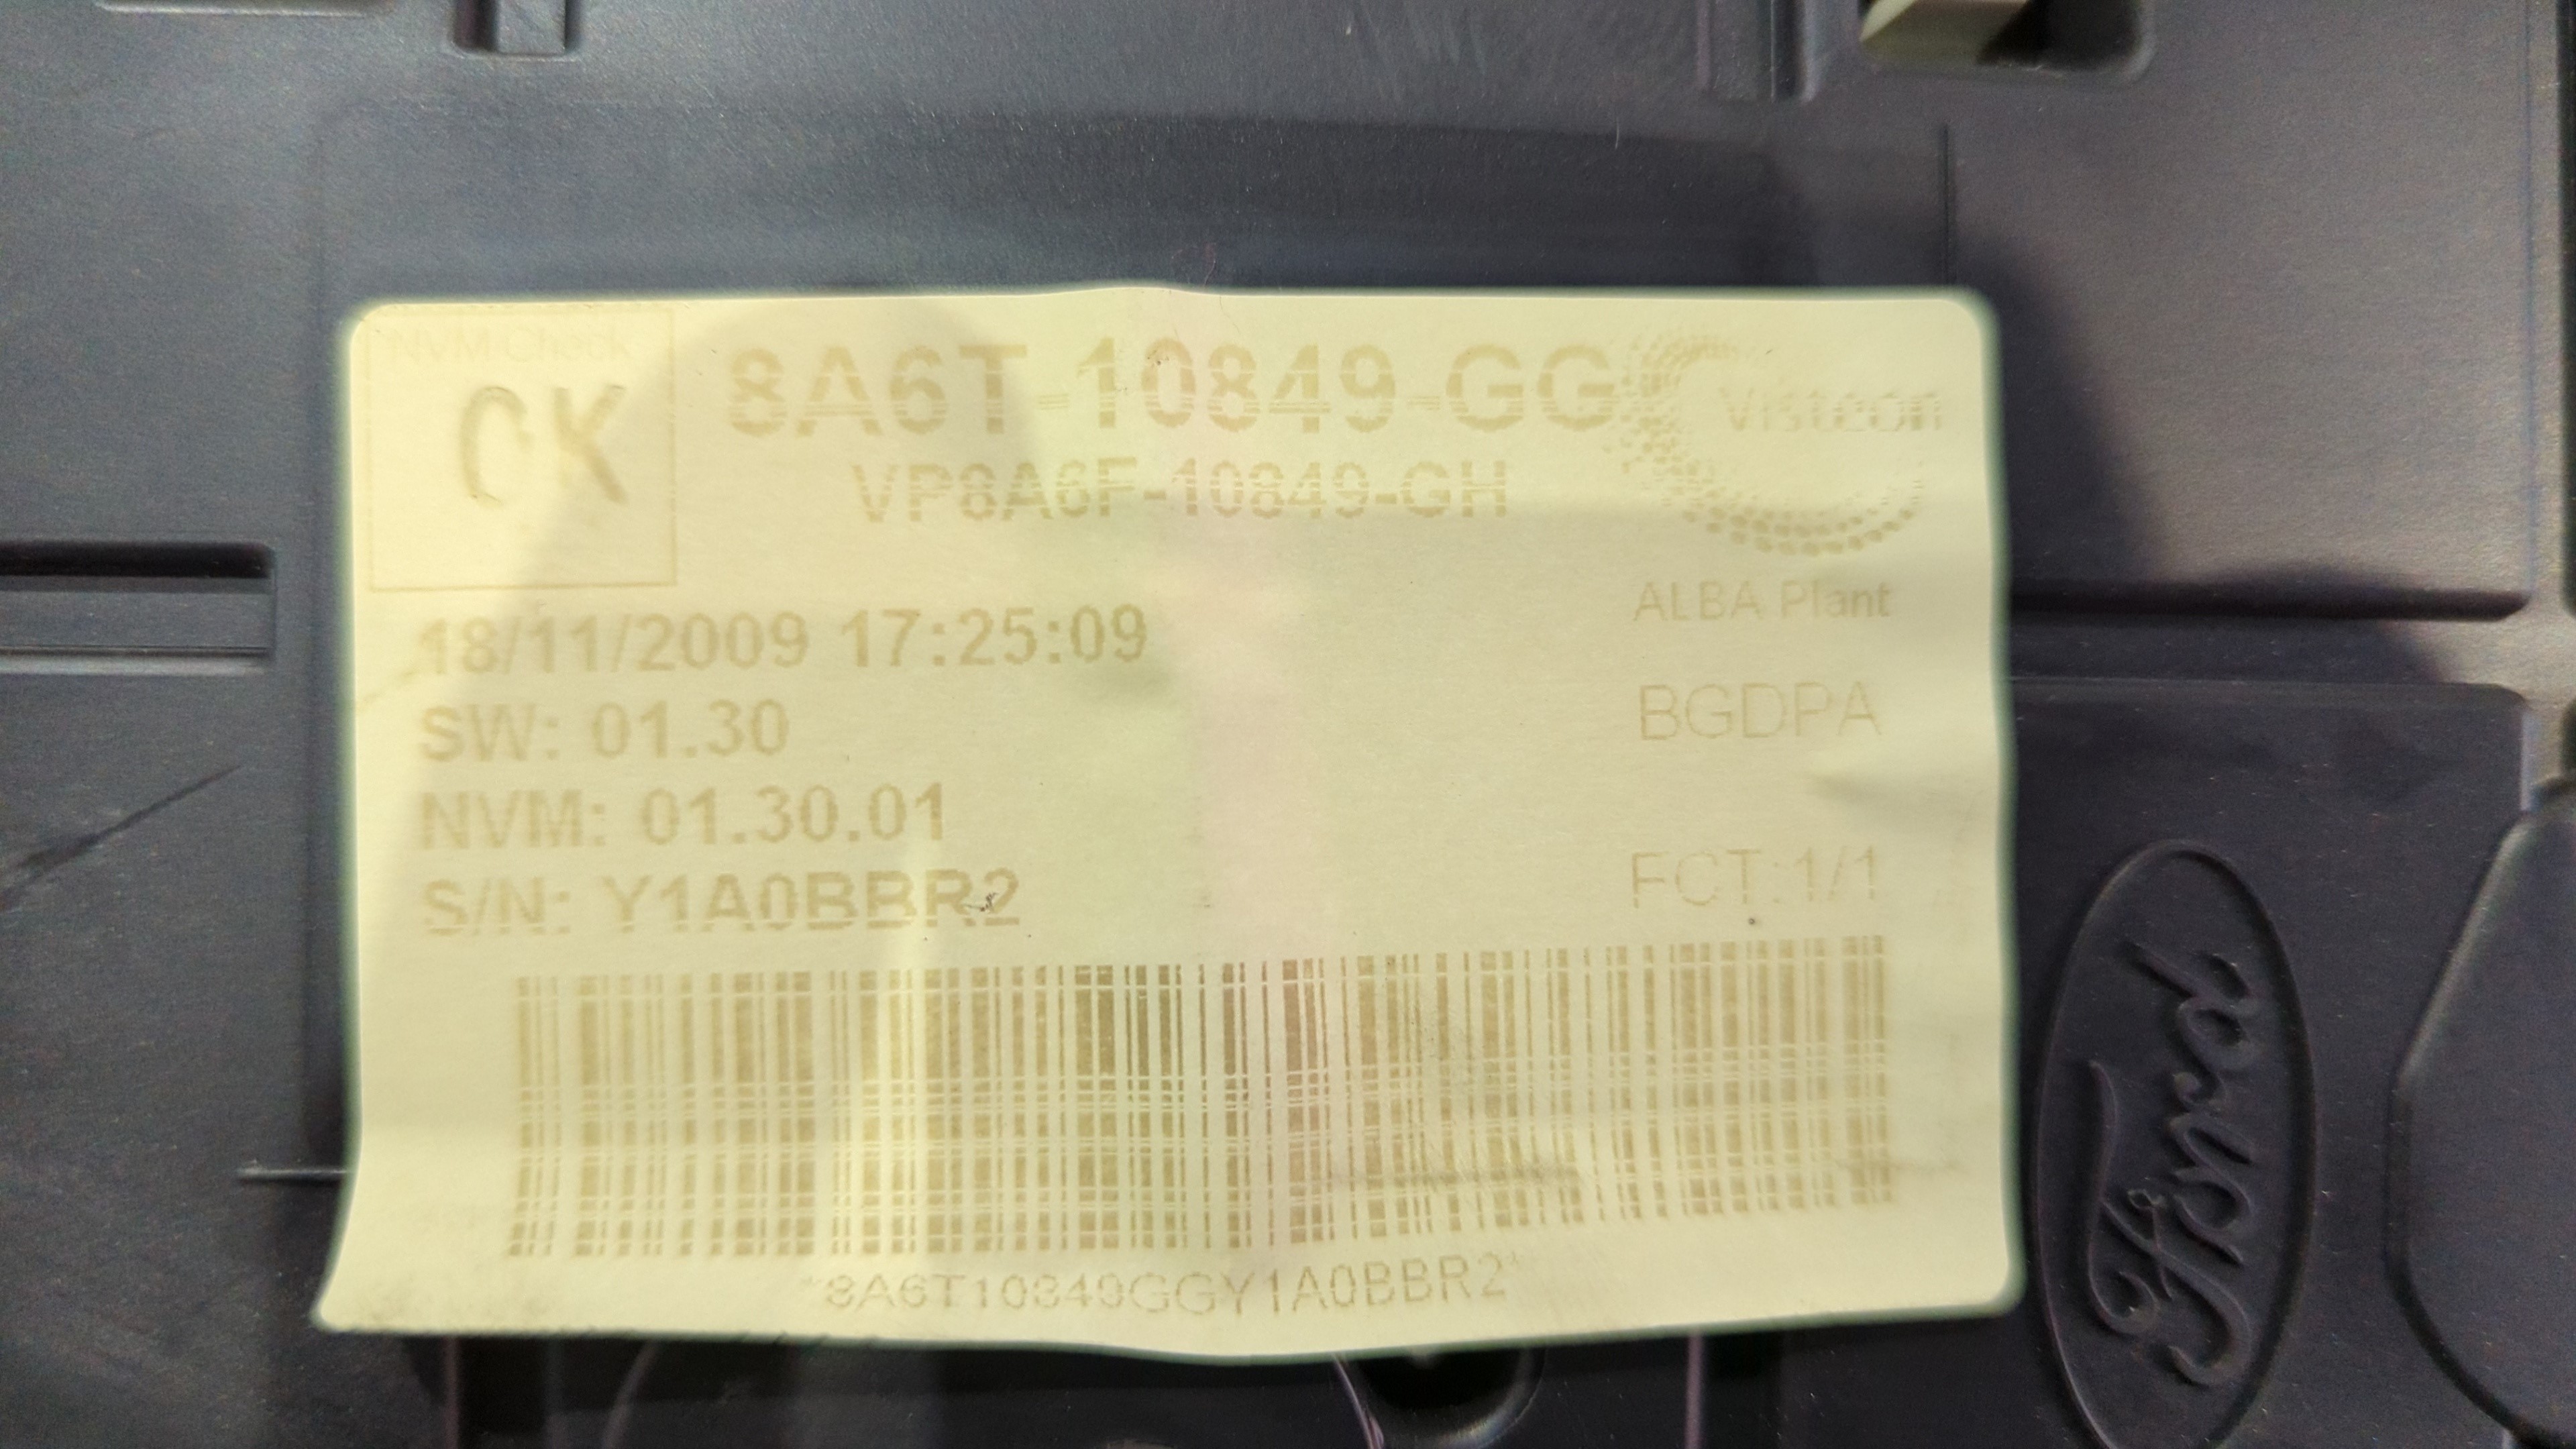 NVM Check
OK
8A6T-10849-GG
VP8A6F-10849-GH
Visteon
ALBA Plant
18/11/2009 17:25:09
BGDPA
SW: 01.30
NVM: 01.30.01
FCT:1/1
S/N: Y1A0BBR2
*8A6T10849GGY1A0BBR2*
Ford